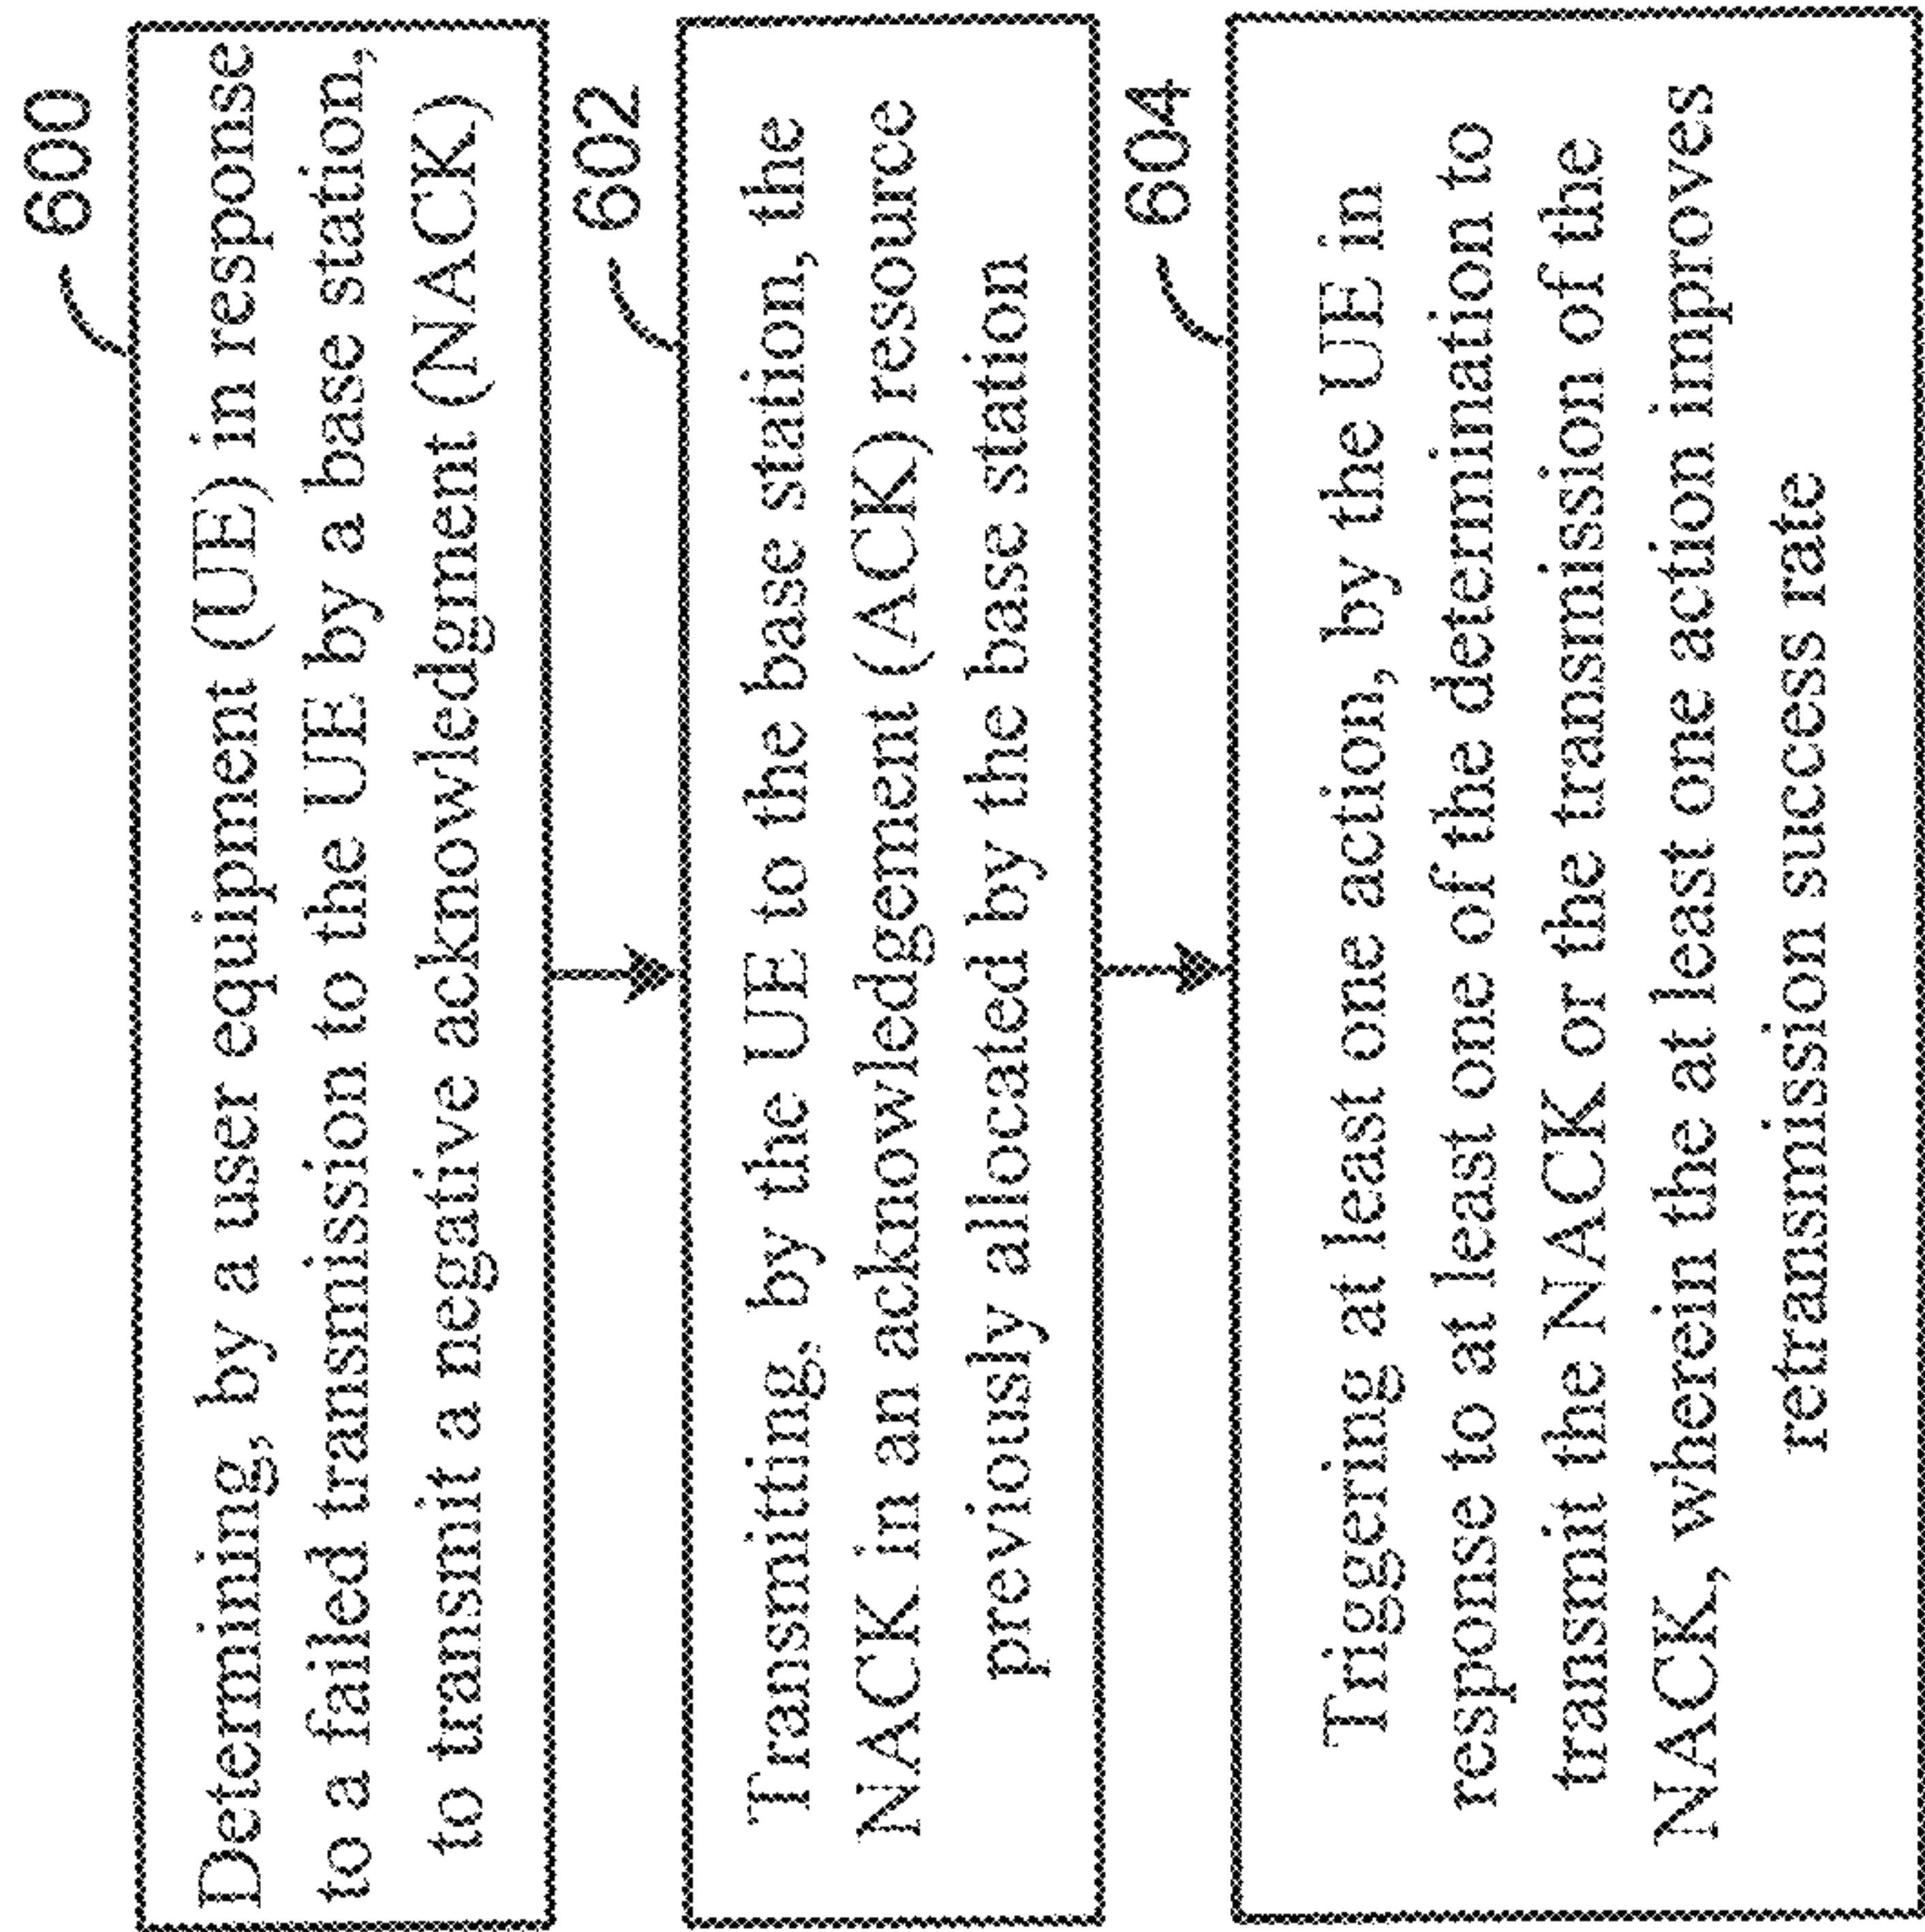 600
Determining, by a user equipment (UE) in response
to a failed transmission to the UE by a base station,
to transmit a negative acknowledgment (NACK)
602
Transmitting, by the UE to the base station, the
NACK in an acknowledgement (ACK) resource
previously allocated by the base station
604
Triggering at least one action, by the UE in
response to at least one of the determination to
transmit the NACK or the transmission of the
NACK, wherein the at least one action improves
retransmission success rate